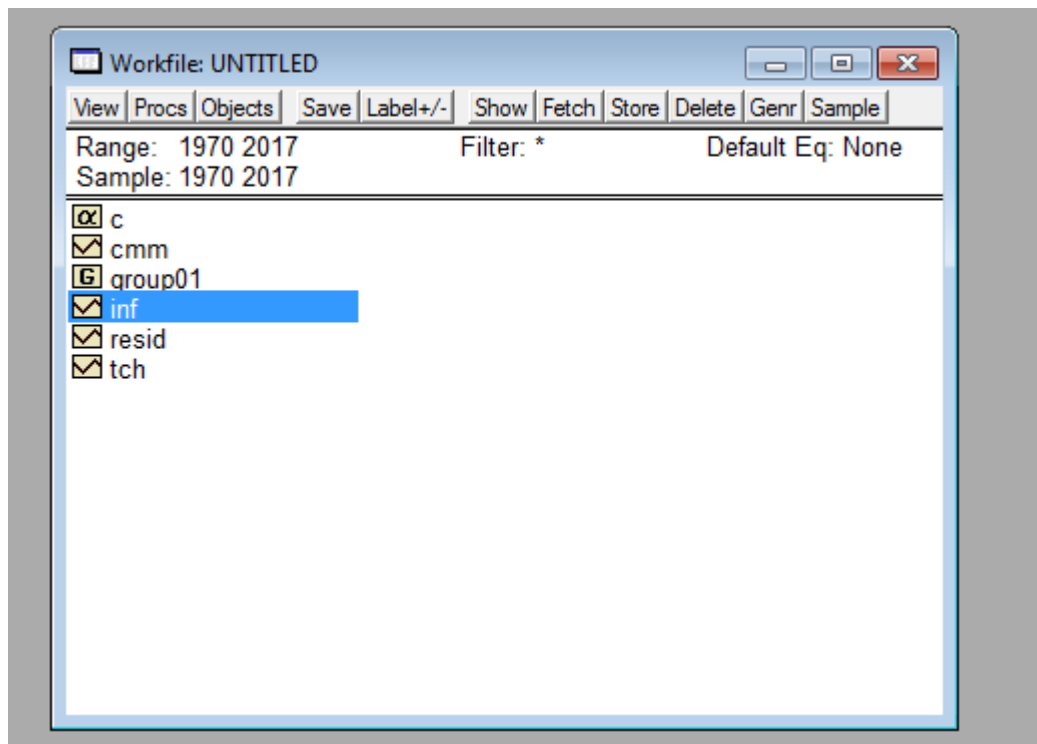 Workfile: UNTITLED
View Procs Objects Save Label+/- Show Fetch Store Delete Genr Sample
Range: 1970 2017 Filter: * Default Eq: None
Sample: 1970 2017
α c
cmm
G group01
inf
resid
tch